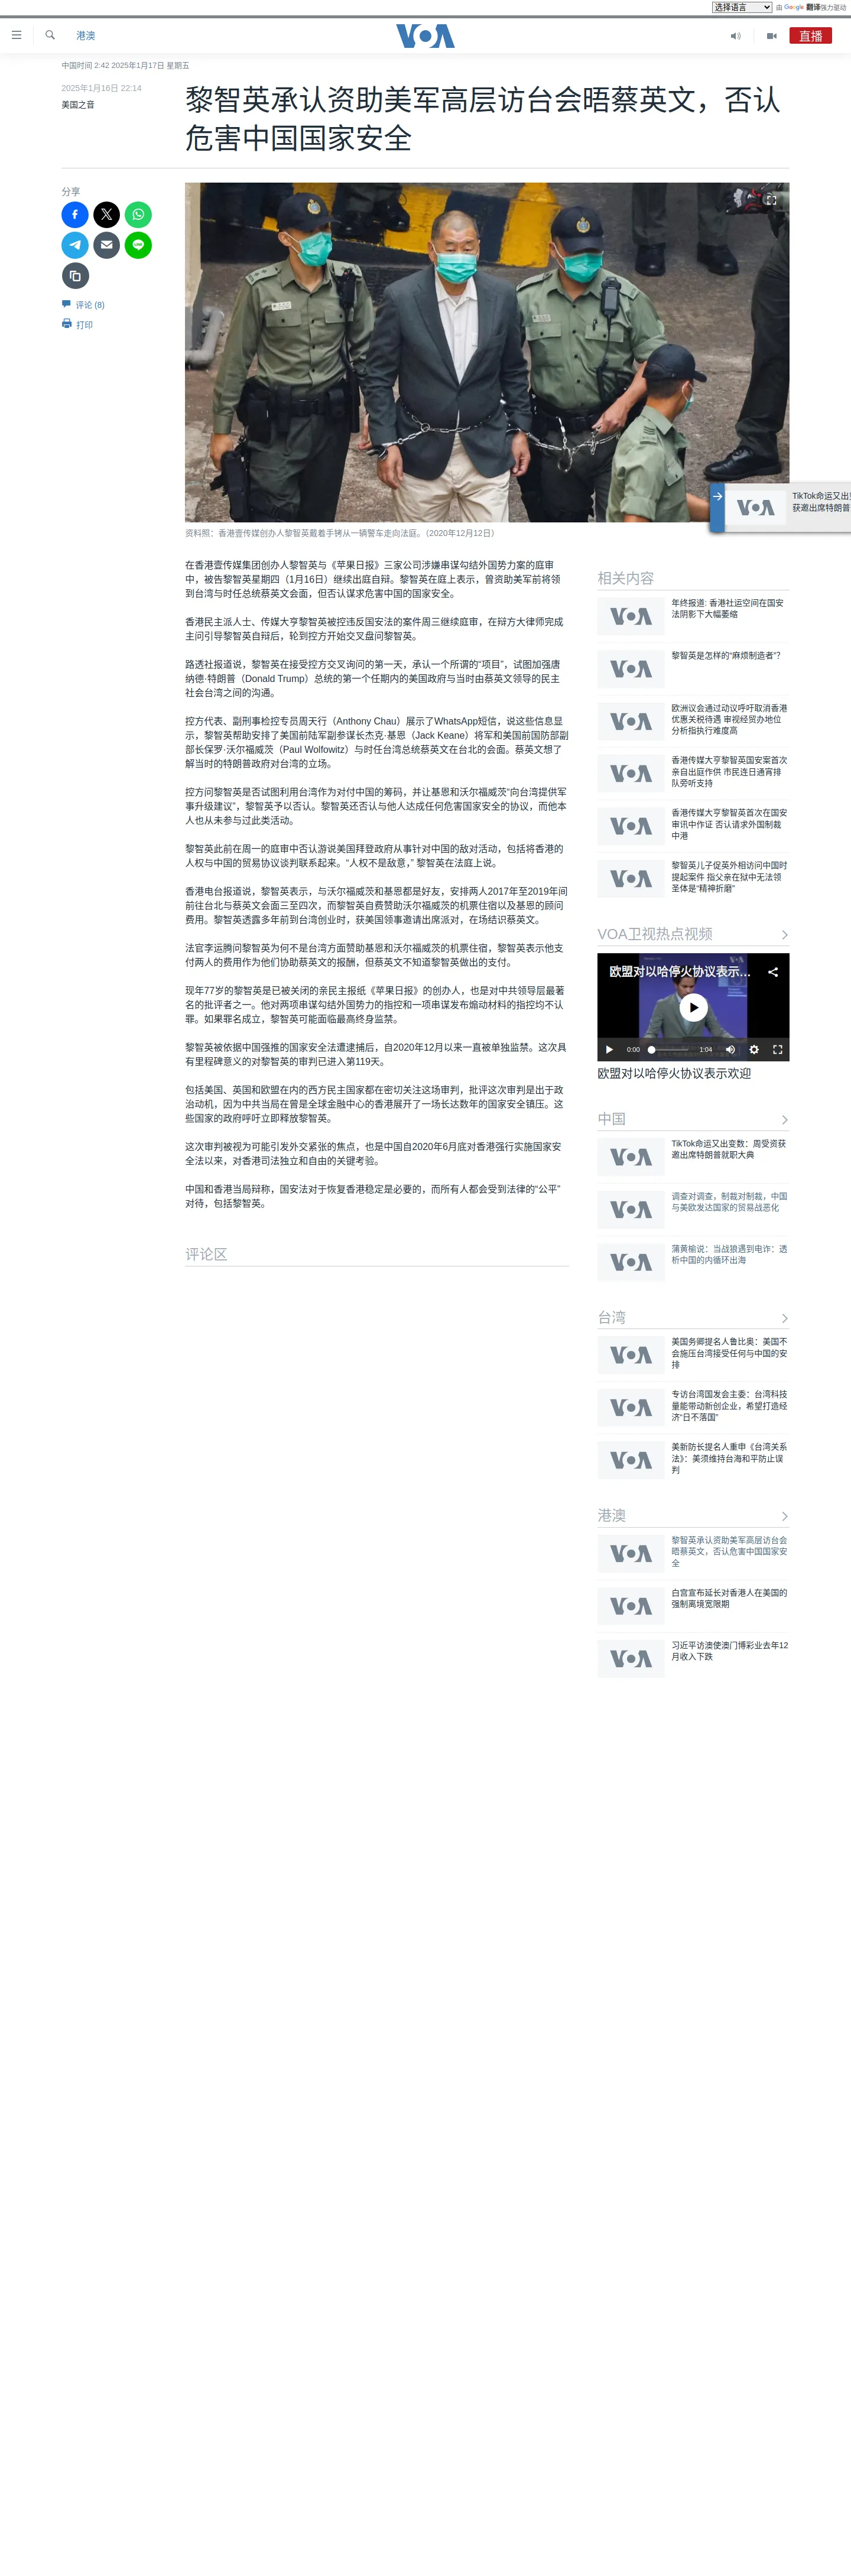 选择语言 由 Google 翻译强力驱动
港澳
VOA
直播
中国时间 2:42 2025年1月17日 星期五
2025年1月16日 22:14
美国之音
黎智英承认资助美军高层访台会晤蔡英文，否认
危害中国国家安全
分享
评论 (8)
打印
资料照：香港壹传媒创办人黎智英戴着手铐从一辆警车走向法庭。（2020年12月12日）
TikTok命运又出变
获邀出席特朗普
VOA
在香港壹传媒集团创办人黎智英与《苹果日报》三家公司涉嫌串谋勾结外国势力案的庭审
中，被告黎智英星期四（1月16日）继续出庭自辩。黎智英在庭上表示，曾资助美军前将领
到台湾与时任总统蔡英文会面，但否认谋求危害中国的国家安全。
香港民主派人士、传媒大亨黎智英被控违反国安法的案件周三继续庭审，在辩方大律师完成
主问引导黎智英自辩后，轮到控方开始交叉盘问黎智英。
路透社报道说，黎智英在接受控方交叉询问的第一天，承认一个所谓的“项目”，试图加强唐
纳德·特朗普（Donald Trump）总统的第一个任期内的美国政府与当时由蔡英文领导的民主
社会台湾之间的沟通。
控方代表、副刑事检控专员周天行（Anthony Chau）展示了WhatsApp短信，说这些信息显
示，黎智英帮助安排了美国前陆军副参谋长杰克·基恩（Jack Keane）将军和美国前国防部副
部长保罗·沃尔福威茨（Paul Wolfowitz）与时任台湾总统蔡英文在台北的会面。蔡英文想了
解当时的特朗普政府对台湾的立场。
控方问黎智英是否试图利用台湾作为对付中国的筹码，并让基恩和沃尔福威茨“向台湾提供军
事升级建议”，黎智英予以否认。黎智英还否认与他人达成任何危害国家安全的协议，而他本
人也从未参与过此类活动。
黎智英此前在周一的庭审中否认游说美国拜登政府从事针对中国的敌对活动，包括将香港的
人权与中国的贸易协议谈判联系起来。“人权不是敌意，” 黎智英在法庭上说。
香港电台报道说，黎智英表示，与沃尔福威茨和基恩都是好友，安排两人2017年至2019年间
前往台北与蔡英文会面三至四次，而黎智英自费赞助沃尔福威茨的机票住宿以及基恩的顾问
费用。黎智英透露多年前到台湾创业时，获美国领事邀请出席派对，在场结识蔡英文。
法官李运腾问黎智英为何不是台湾方面赞助基恩和沃尔福威茨的机票住宿，黎智英表示他支
付两人的费用作为他们协助蔡英文的报酬，但蔡英文不知道黎智英做出的支付。
现年77岁的黎智英是已被关闭的亲民主报纸《苹果日报》的创办人，也是对中共领导层最著
名的批评者之一。他对两项串谋勾结外国势力的指控和一项串谋发布煽动材料的指控均不认
罪。如果罪名成立，黎智英可能面临最高终身监禁。
黎智英被依据中国强推的国家安全法遭逮捕后，自2020年12月以来一直被单独监禁。这次具
有里程碑意义的对黎智英的审判已进入第119天。
包括美国、英国和欧盟在内的西方民主国家都在密切关注这场审判，批评这次审判是出于政
治动机，因为中共当局在曾是全球金融中心的香港展开了一场长达数年的国家安全镇压。这
些国家的政府呼吁立即释放黎智英。
这次审判被视为可能引发外交紧张的焦点，也是中国自2020年6月底对香港强行实施国家安
全法以来，对香港司法独立和自由的关键考验。
中国和香港当局辩称，国安法对于恢复香港稳定是必要的，而所有人都会受到法律的“公平”
对待，包括黎智英。
评论区
相关内容
VOA
年终报道: 香港社运空间在国安
法阴影下大幅萎缩
VOA
黎智英是怎样的“麻烦制造者”？
VOA
欧洲议会通过动议呼吁取消香港
优惠关税待遇 审视经贸办地位
分析指执行难度高
VOA
香港传媒大亨黎智英国安案首次
亲自出庭作供 市民连日通宵排
队旁听支持
VOA
香港传媒大亨黎智英首次在国安
审讯中作证 否认请求外国制裁
中港
VOA
黎智英儿子促英外相访问中国时
提起案件 指父亲在狱中无法领
圣体是“精神折磨”
VOA卫视热点视频
欧盟对以哈停火协议表示...
VOA
0:00 1:04
欧盟对以哈停火协议表示欢迎
中国
VOA
TikTok命运又出变数：周受资获
邀出席特朗普就职大典
VOA
调查对调查，制裁对制裁，中国
与美欧发达国家的贸易战恶化
VOA
蒲黄榆说：当战狼遇到电诈：透
析中国的内循环出海
台湾
VOA
美国务卿提名人鲁比奥：美国不
会施压台湾接受任何与中国的安
排
VOA
专访台湾国发会主委：台湾科技
量能带动新创企业，希望打造经
济“日不落国”
VOA
美新防长提名人重申《台湾关系
法》：美须维持台海和平防止误
判
港澳
VOA
黎智英承认资助美军高层访台会
晤蔡英文，否认危害中国国家安
全
VOA
白宫宣布延长对香港人在美国的
强制离境宽限期
VOA
习近平访澳使澳门博彩业去年12
月收入下跌